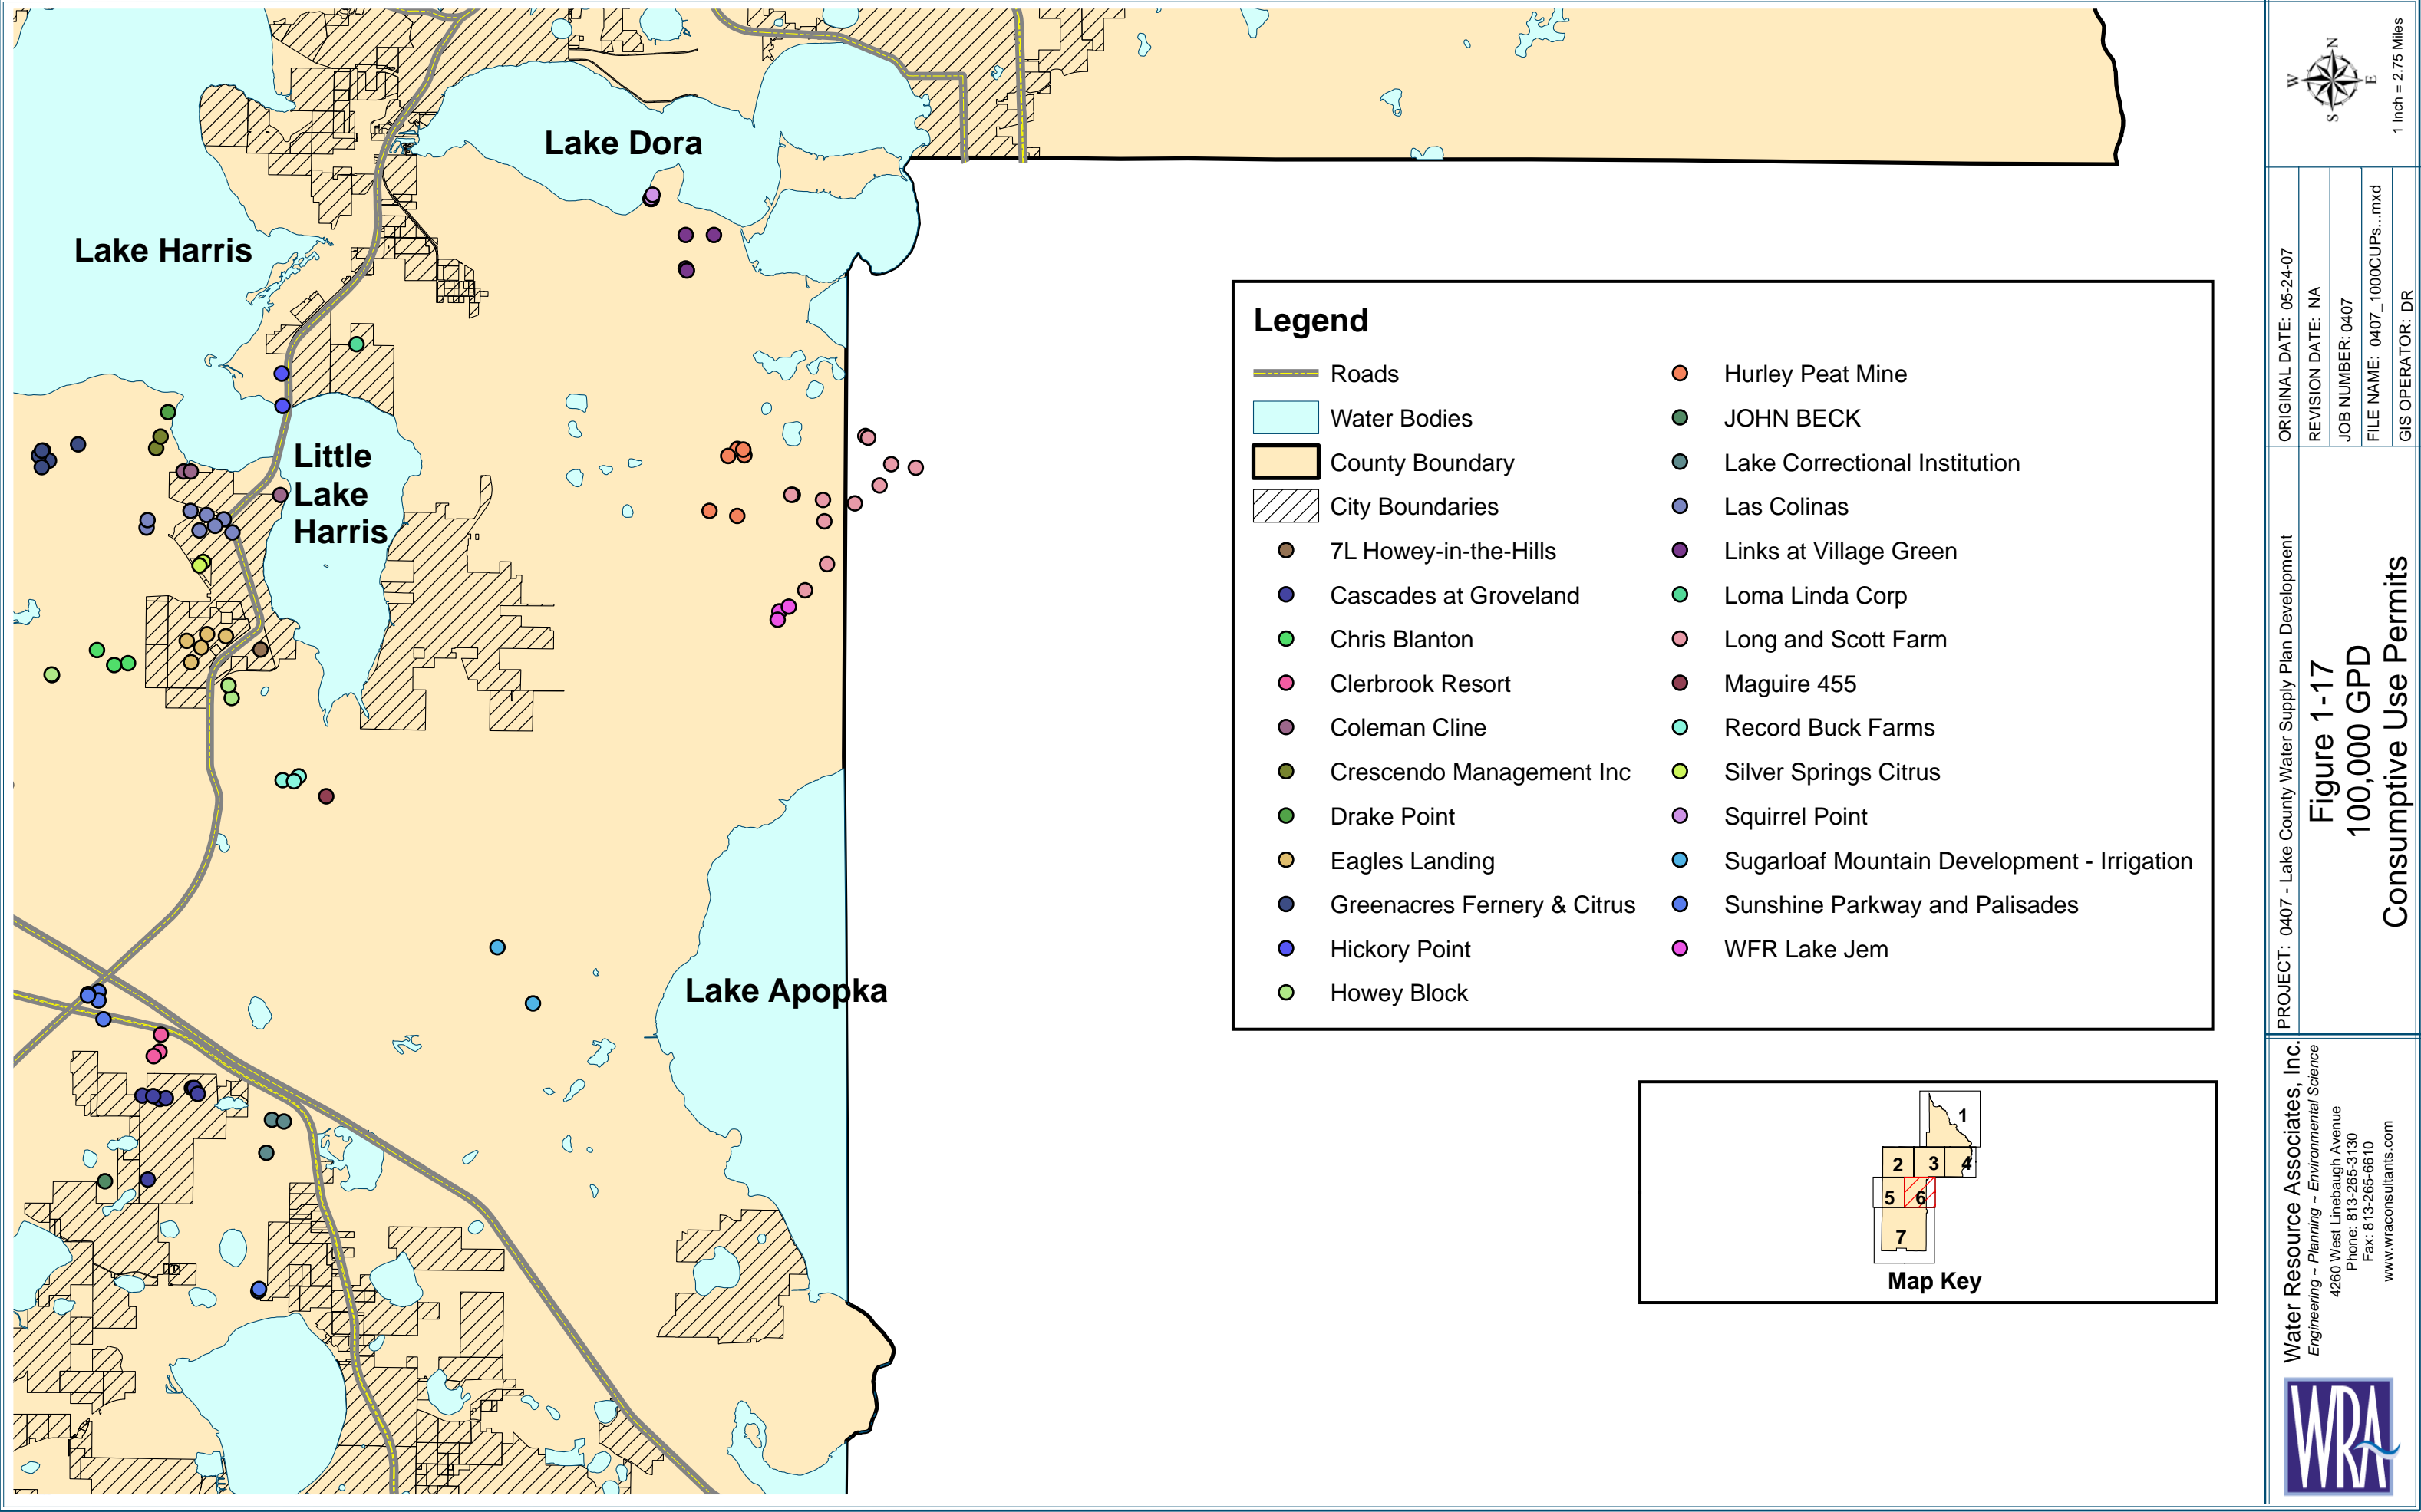 Lake Dora
Lake Harris
Little
Lake
Harris
Lake Apopka
Legend
Roads
Water Bodies
County Boundary
City Boundaries
7L Howey-in-the-Hills
Cascades at Groveland
Chris Blanton
Clerbrook Resort
Coleman Cline
Crescendo Management Inc
Drake Point
Eagles Landing
Greenacres Fernery & Citrus
Hickory Point
Howey Block
Hurley Peat Mine
JOHN BECK
Lake Correctional Institution
Las Colinas
Links at Village Green
Loma Linda Corp
Long and Scott Farm
Maguire 455
Record Buck Farms
Silver Springs Citrus
Squirrel Point
Sugarloaf Mountain Development - Irrigation
Sunshine Parkway and Palisades
WFR Lake Jem
1
2
3
4
5
6
7
Map Key
N
W
E
S
1 Inch = 2.75 Miles
ORIGINAL DATE: 05-24-07
REVISION DATE: NA
JOB NUMBER: 0407
FILE NAME: 0407_1000CUPs...mxd
GIS OPERATOR: DR
PROJECT: 0407 - Lake County Water Supply Plan Development
Figure 1-17
100,000 GPD
Consumptive Use Permits
Water Resource Associates, Inc.
Engineering ~ Planning ~ Environmental Science
4260 West Linebaugh Avenue
Phone: 813-265-3130
Fax: 813-265-6610
www.wraconsultants.com
WRA